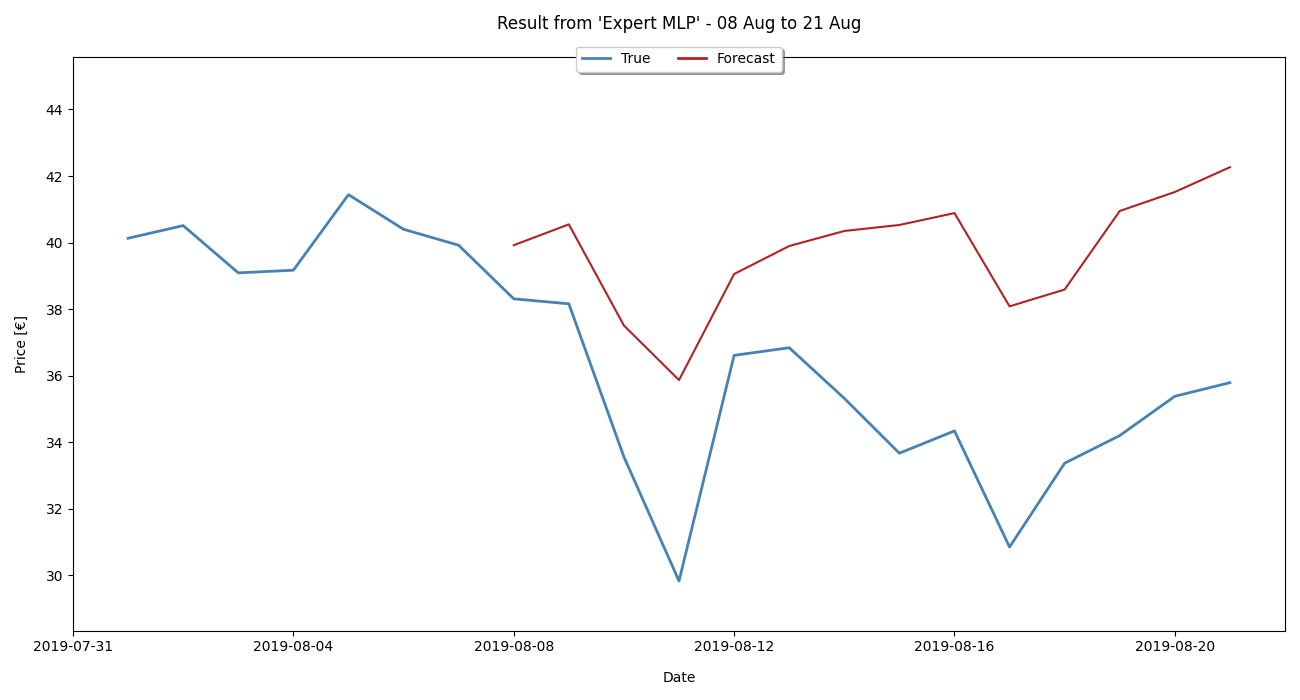 Result from 'Expert MLP' - 08 Aug to 21 Aug
True Forecast
44
42
40
38
36
34
32
30
Price [€]
2019-07-31 2019-08-04 2019-08-08 2019-08-12 2019-08-16 2019-08-20
Date